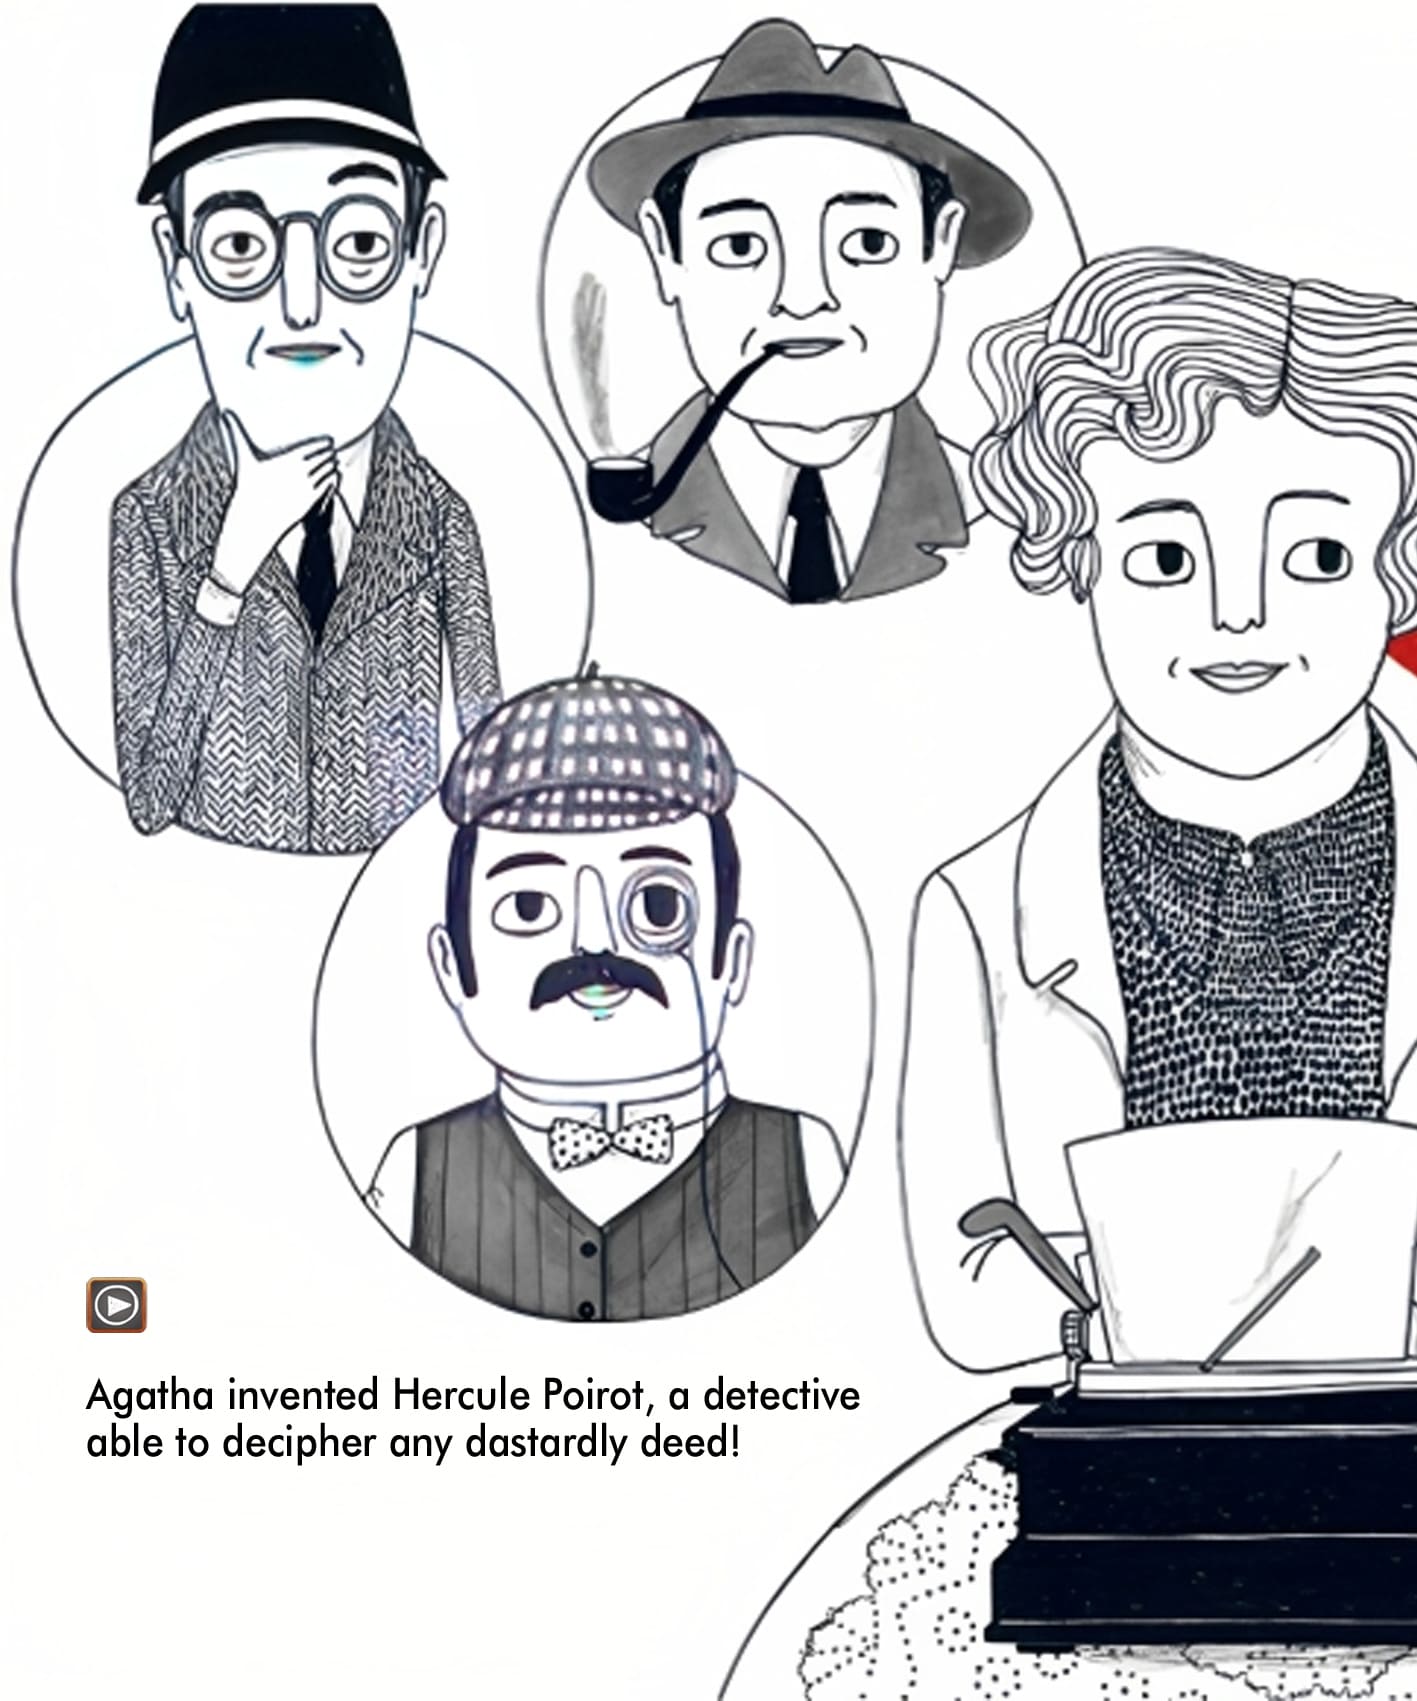 Agatha invented Hercule Poirot, a detective
able to decipher any dastardly deed!